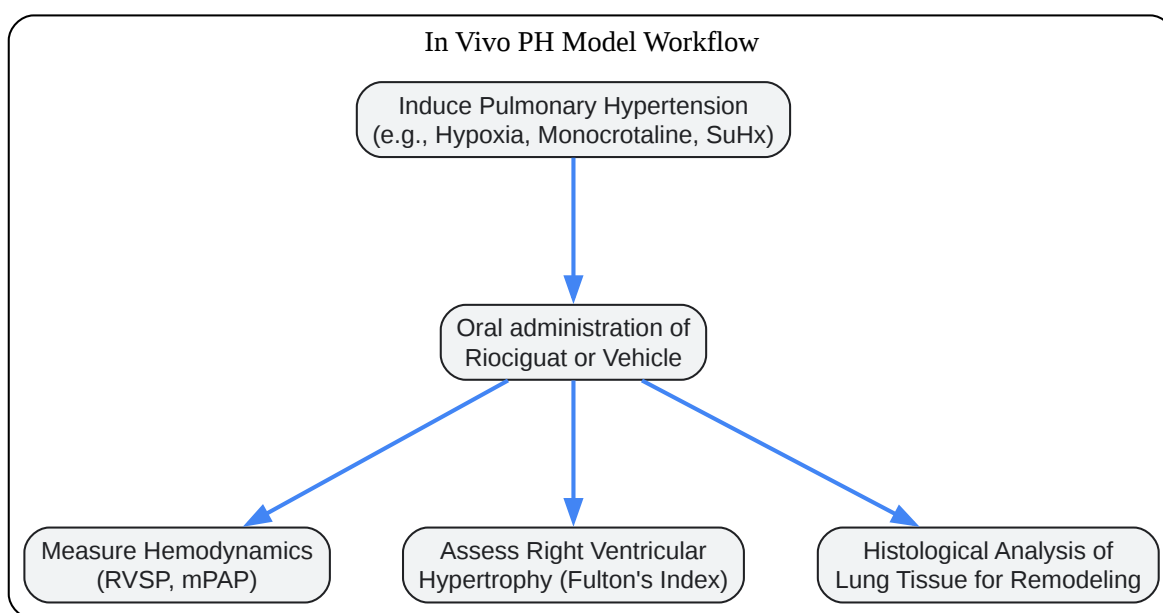 In Vivo PH Model Workflow
Induce Pulmonary Hypertension
(e.g., Hypoxia, Monocrotaline, SuHx)
Oral administration of
Riociguat or Vehicle
Measure Hemodynamics
(RVSP, mPAP)
Assess Right Ventricular
Hypertrophy (Fulton's Index)
Histological Analysis of
Lung Tissue for Remodeling